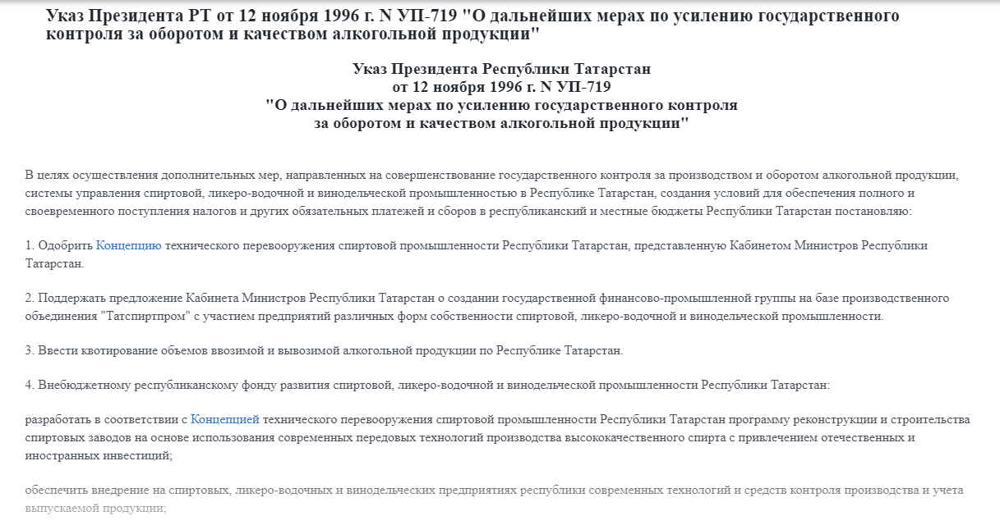 Указ Президента РТ от 12 ноября 1996 г. N УП-719 "О дальнейших мерах по усилению государственного
контроля за оборотом и качеством алкогольной продукции"
Указ Президента Республики Татарстан
от 12 ноября 1996 г. N УП-719
"О дальнейших мерах по усилению государственного контроля
за оборотом и качеством алкогольной продукции"
В целях осуществления дополнительных мер, направленных на совершенствование государственного контроля за производством и оборотом алкогольной продукции,
системы управления спиртовой, ликеро-водочной и винодельческой промышленностью в Республике Татарстан, создания условий для обеспечения полного и
своевременного поступления налогов и других обязательных платежей и сборов в республиканский и местные бюджеты Республики Татарстан постановляю:
1. Одобрить Концепцию технического перевооружения спиртовой промышленности Республики Татарстан, представленную Кабинетом Министров Республики
Татарстан.
2. Поддержать предложение Кабинета Министров Республики Татарстан о создании государственной финансово-промышленной группы на базе производственного
объединения "Татспиртпром" с участием предприятий различных форм собственности спиртовой, ликеро-водочной и винодельческой промышленности.
3. Ввести квотирование объемов ввозимой и вывозимой алкогольной продукции по Республике Татарстан.
4. Внебюджетному республиканскому фонду развития спиртовой, ликеро-водочной и винодельческой промышленности Республики Татарстан:
разработать в соответствии с Концепцией технического перевооружения спиртовой промышленности Республики Татарстан программу реконструкции и строительства
спиртовых заводов на основе использования современных передовых технологий производства высококачественного спирта с привлечением отечественных и
иностранных инвестиций;
обеспечить внедрение на спиртовых, ликеро-водочных и винодельческих предприятиях республики современных технологий и средств контроля производства и учета
выпускаемой продукции;